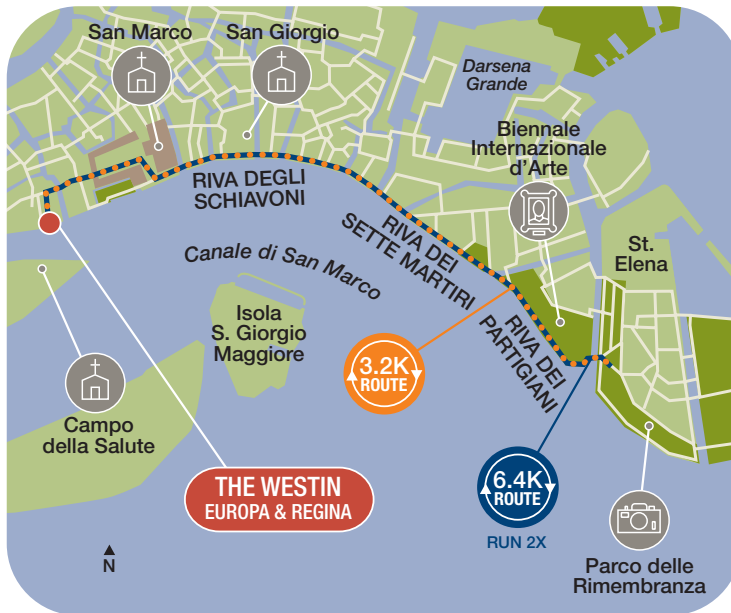 San Marco
San Giorgio
Darsena
Grande
Biennale
Internazionale
d'Arte
RIVA DEGLI
SCHIAVONI
RIVA DEI
SETTE MARTIRI
St.
Elena
Canale di San Marco
Isola
S. Giorgio
Maggiore
RIVA DEI
PARTIGIANI
3.2K
ROUTE
Campo
della Salute
THE WESTIN
EUROPA & REGINA
6.4K
ROUTE
RUN 2X
N
Parco delle
Rimembranza